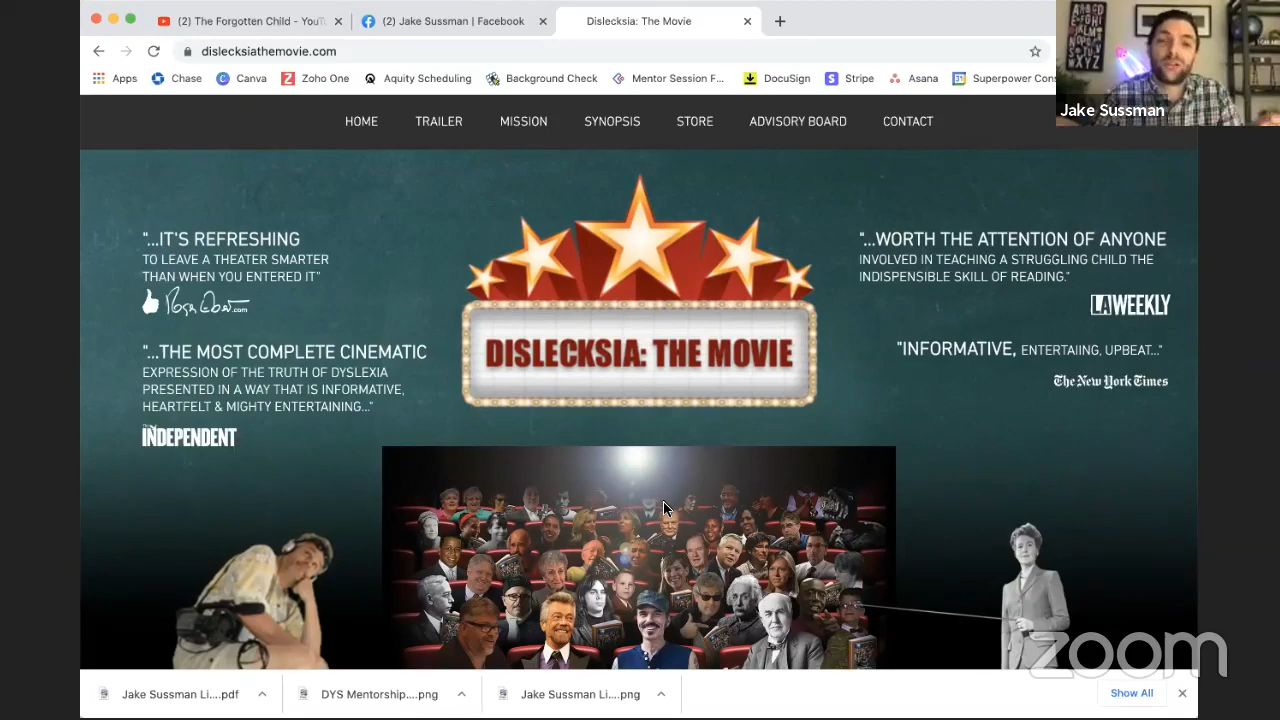 (2) The Forgotten Child - YouTu
(2) Jake Sussman | Facebook
Dislecksia: The Movie
dislecksiathemovie.com
Apps
Chase
Canva
Zoho One
Aquity Scheduling
Background Check
Mentor Session F...
DocuSign
Stripe
Asana
Superpower Cons
Jake Sussman
HOME
TRAILER
MISSION
SYNOPSIS
STORE
ADVISORY BOARD
CONTACT
"...IT'S REFRESHING
TO LEAVE A THEATER SMARTER
THAN WHEN YOU ENTERED IT"
"...THE MOST COMPLETE CINEMATIC
EXPRESSION OF THE TRUTH OF DYSLEXIA
PRESENTED IN A WAY THAT IS INFORMATIVE,
HEARTFELT & MIGHTY ENTERTAINING..."
THE INDEPENDENT
DISLECKSIA: THE MOVIE
"...WORTH THE ATTENTION OF ANYONE
INVOLVED IN TEACHING A STRUGGLING CHILD THE
INDISPENSIBLE SKILL OF READING."
LA WEEKLY
"INFORMATIVE, ENTERTAIING, UPBEAT..."
The New York Times
zoom
Jake Sussman Li....pdf
DYS Mentorship....png
Jake Sussman Li....png
Show All